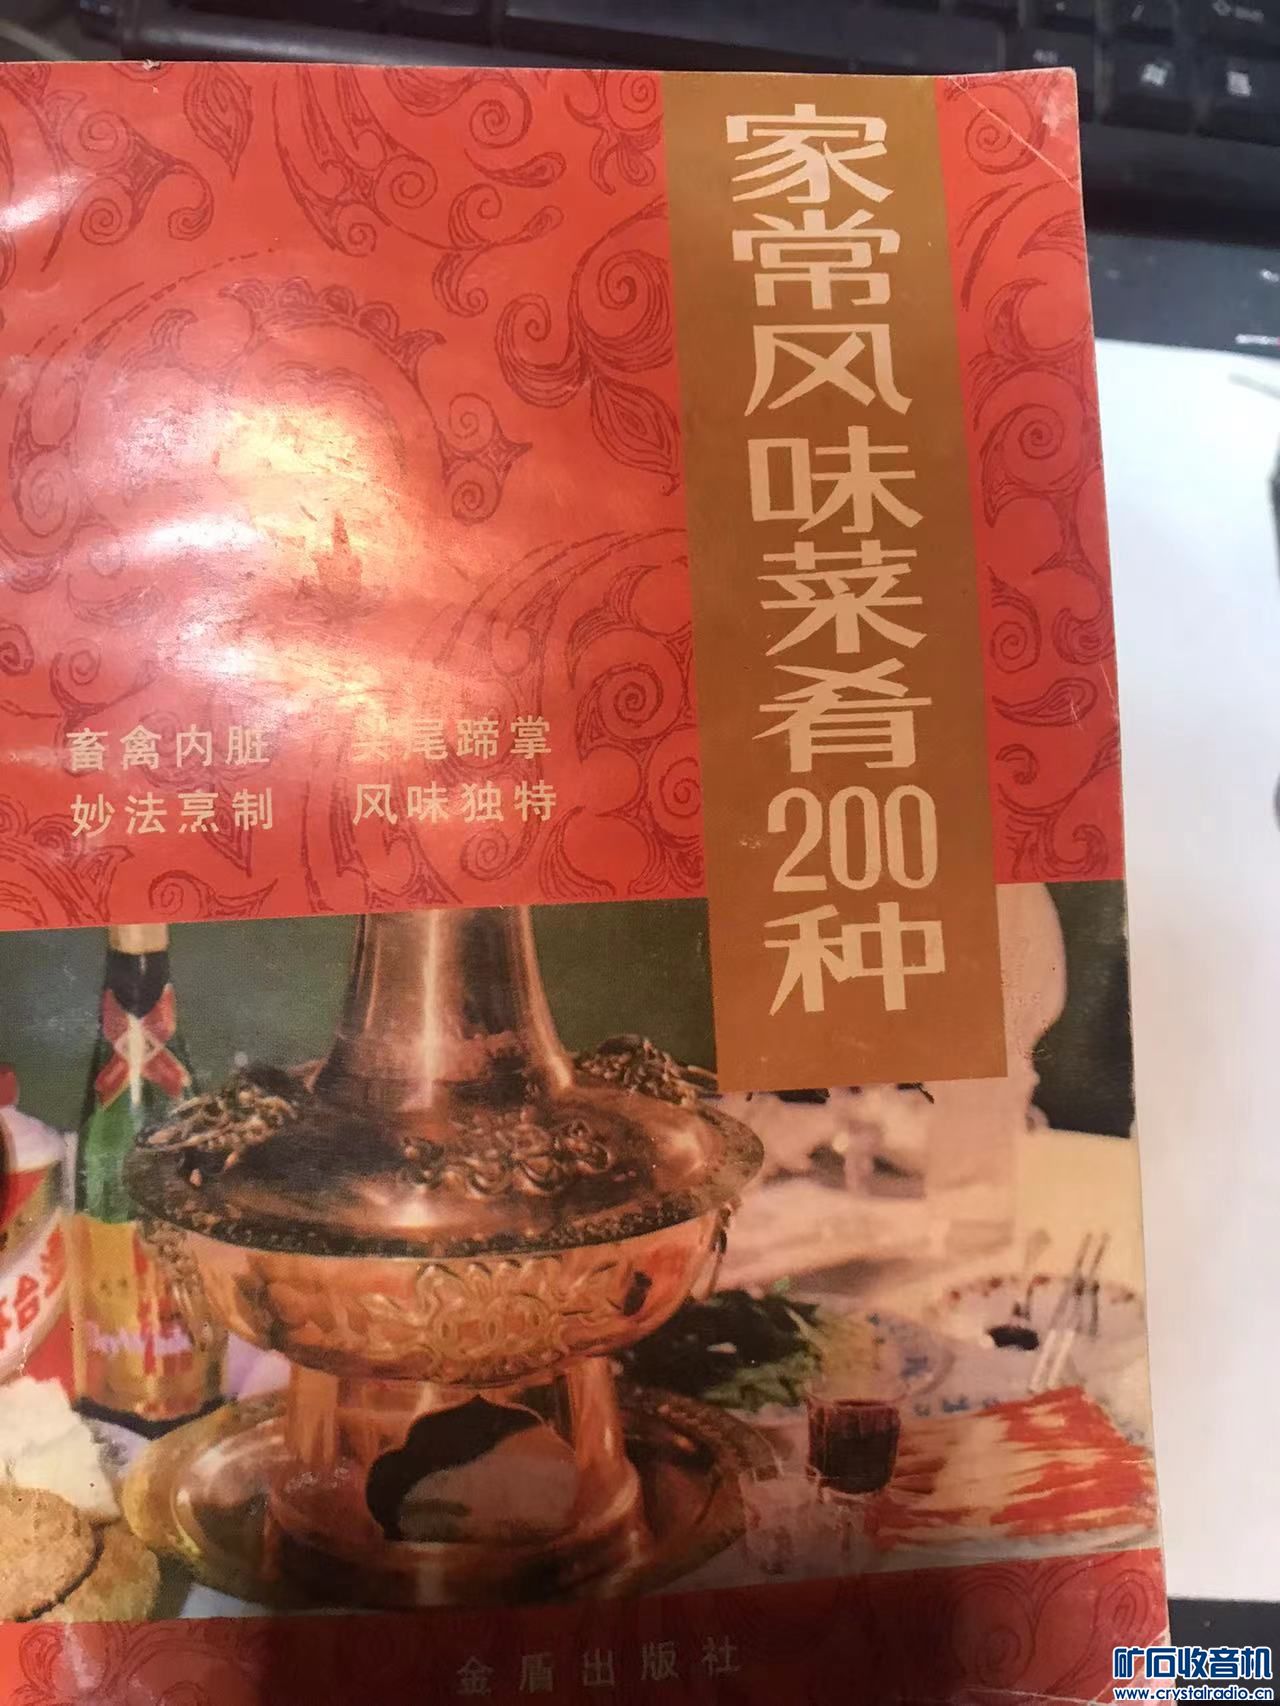 家常风味菜肴200种
畜禽内脏 头尾蹄掌
妙法烹制 风味独特
金盾出版社
矿石收音机
www.crystalradio.cn